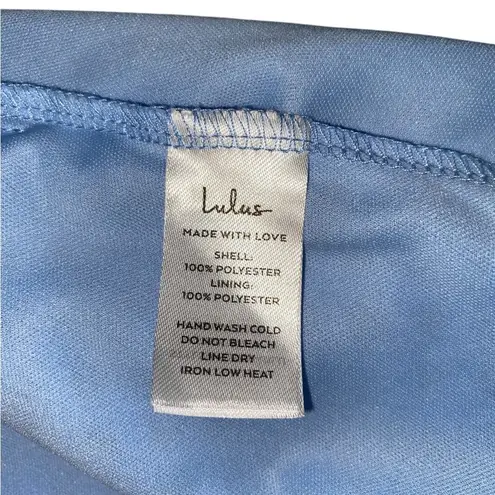 Lulus
MADE WITH LOVE
SHELL:
100% POLYESTER
LINING:
100% POLYESTER
HAND WASH COLD
DO NOT BLEACH
LINE DRY
IRON LOW HEAT